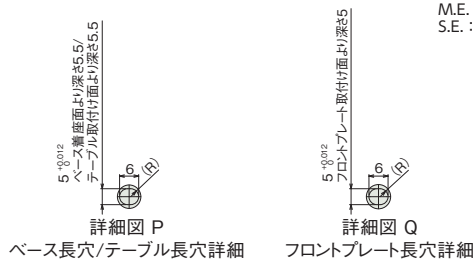 M.E.
S.E. :
5 +0.012 0
ベース着座面より深さ5.5/
テーブル取付け面より深さ5.5
6
(R)
詳細図 P
ベース長穴/テーブル長穴詳細
5 +0.012 0
フロントプレート取付け面より深さ5
6
(R)
詳細図 Q
フロントプレート長穴詳細